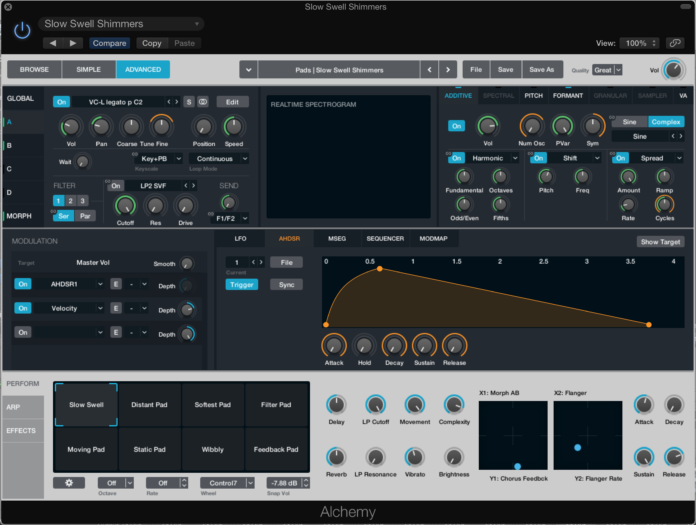 Slow Swell Shimmers
Slow Swell Shimmers
Compare Copy Paste View: 100%
BROWSE SIMPLE ADVANCED Pads | Slow Swell Shimmers File Save Save As Quality Great Vol
GLOBAL On VC-L legato p C2 S Edit
REALTIME SPECTROGRAM
ADDITIVE SPECTRAL PITCH FORMANT GRANULAR SAMPLER VA
A B C D MORPH
Vol Pan Coarse Tune Fine Position Speed
On Vol Num Osc PVar Sym Sine Complex
Sine
Wait Key+PB Continuous
Keyscale Loop Mode
On Harmonic On Shift On Spread
Fundamental Octaves Pitch Freq Amount Ramp
FILTER On LP2 SVF SEND
1 2 3
Ser Par F1/F2
Cutoff Res Drive
Odd/Even Fifths Rate Cycles
MODULATION
LFO AHDSR MSEG SEQUENCER MODMAP Show Target
Target Master Vol Smooth
1 File
Current
Trigger Sync
0 0.5 1 1.5 2 2.5 3 3.5 4
On AHDSR1 E - Depth
On Velocity E - Depth
On E - Depth
Attack Hold Decay Sustain Release
PERFORM
ARP
EFFECTS
Slow Swell Distant Pad Softest Pad Filter Pad
Moving Pad Static Pad Wibbly Feedback Pad
Off Off Control7 -7.88 dB
Octave Rate Wheel Snap Vol
Delay LP Cutoff Movement Complexity
Reverb LP Resonance Vibrato Brightness
X1: Morph AB X2: Flanger
Y1: Chorus Feedbck Y2: Flanger Rate
Attack Decay
Sustain Release
Alchemy